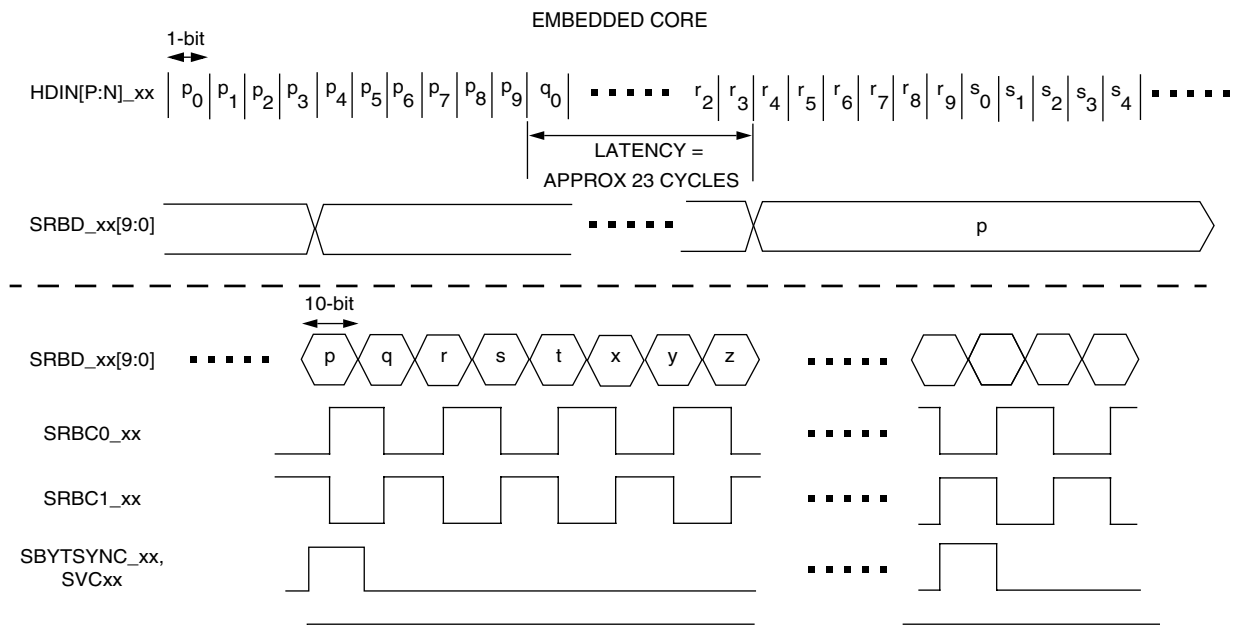 EMBEDDED CORE
1-bit
HDIN[P:N]_xx p0 p1 p2 p3 p4 p5 p6 p7 p8 p9 q0 r2 r3 r4 r5 r6 r7 r8 r9 s0 s1 s2 s3 s4
LATENCY =
APPROX 23 CYCLES
SRBD_xx[9:0] p
10-bit
SRBD_xx[9:0] p q r s t x y z
SRBC0_xx
SRBC1_xx
SBYTSYNC_xx,
SVCxx